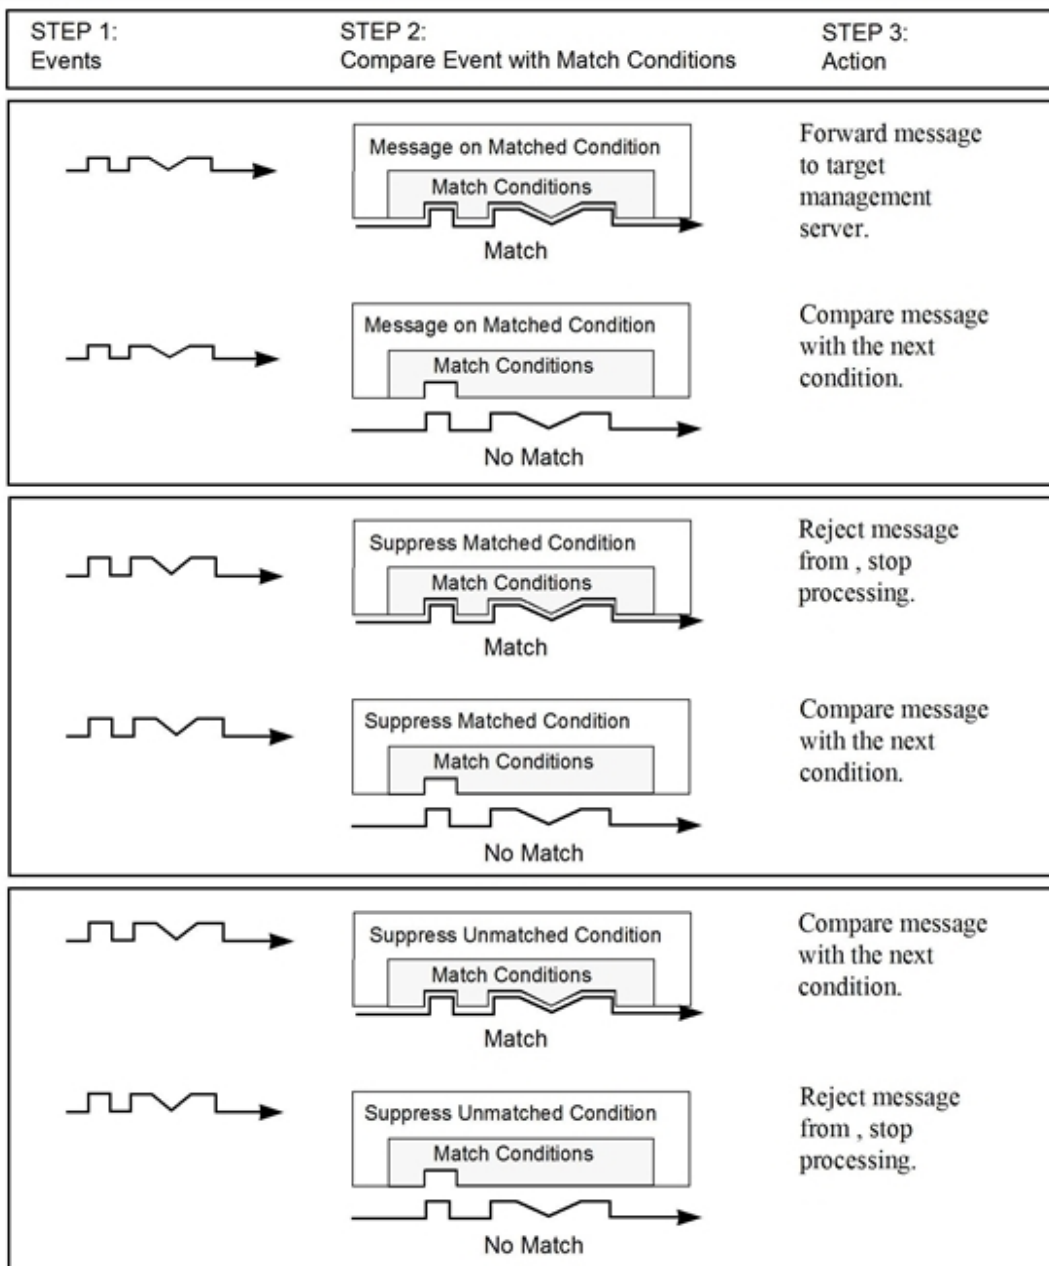 STEP 1:
Events
STEP 2:
Compare Event with Match Conditions
STEP 3:
Action
Message on Matched Condition
Match Conditions
Match
Forward message
to target
management
server.
Message on Matched Condition
Match Conditions
No Match
Compare message
with the next
condition.
Suppress Matched Condition
Match Conditions
Match
Reject message
from , stop
processing.
Suppress Matched Condition
Match Conditions
No Match
Compare message
with the next
condition.
Suppress Unmatched Condition
Match Conditions
Match
Compare message
with the next
condition.
Suppress Unmatched Condition
Match Conditions
No Match
Reject message
from , stop
processing.